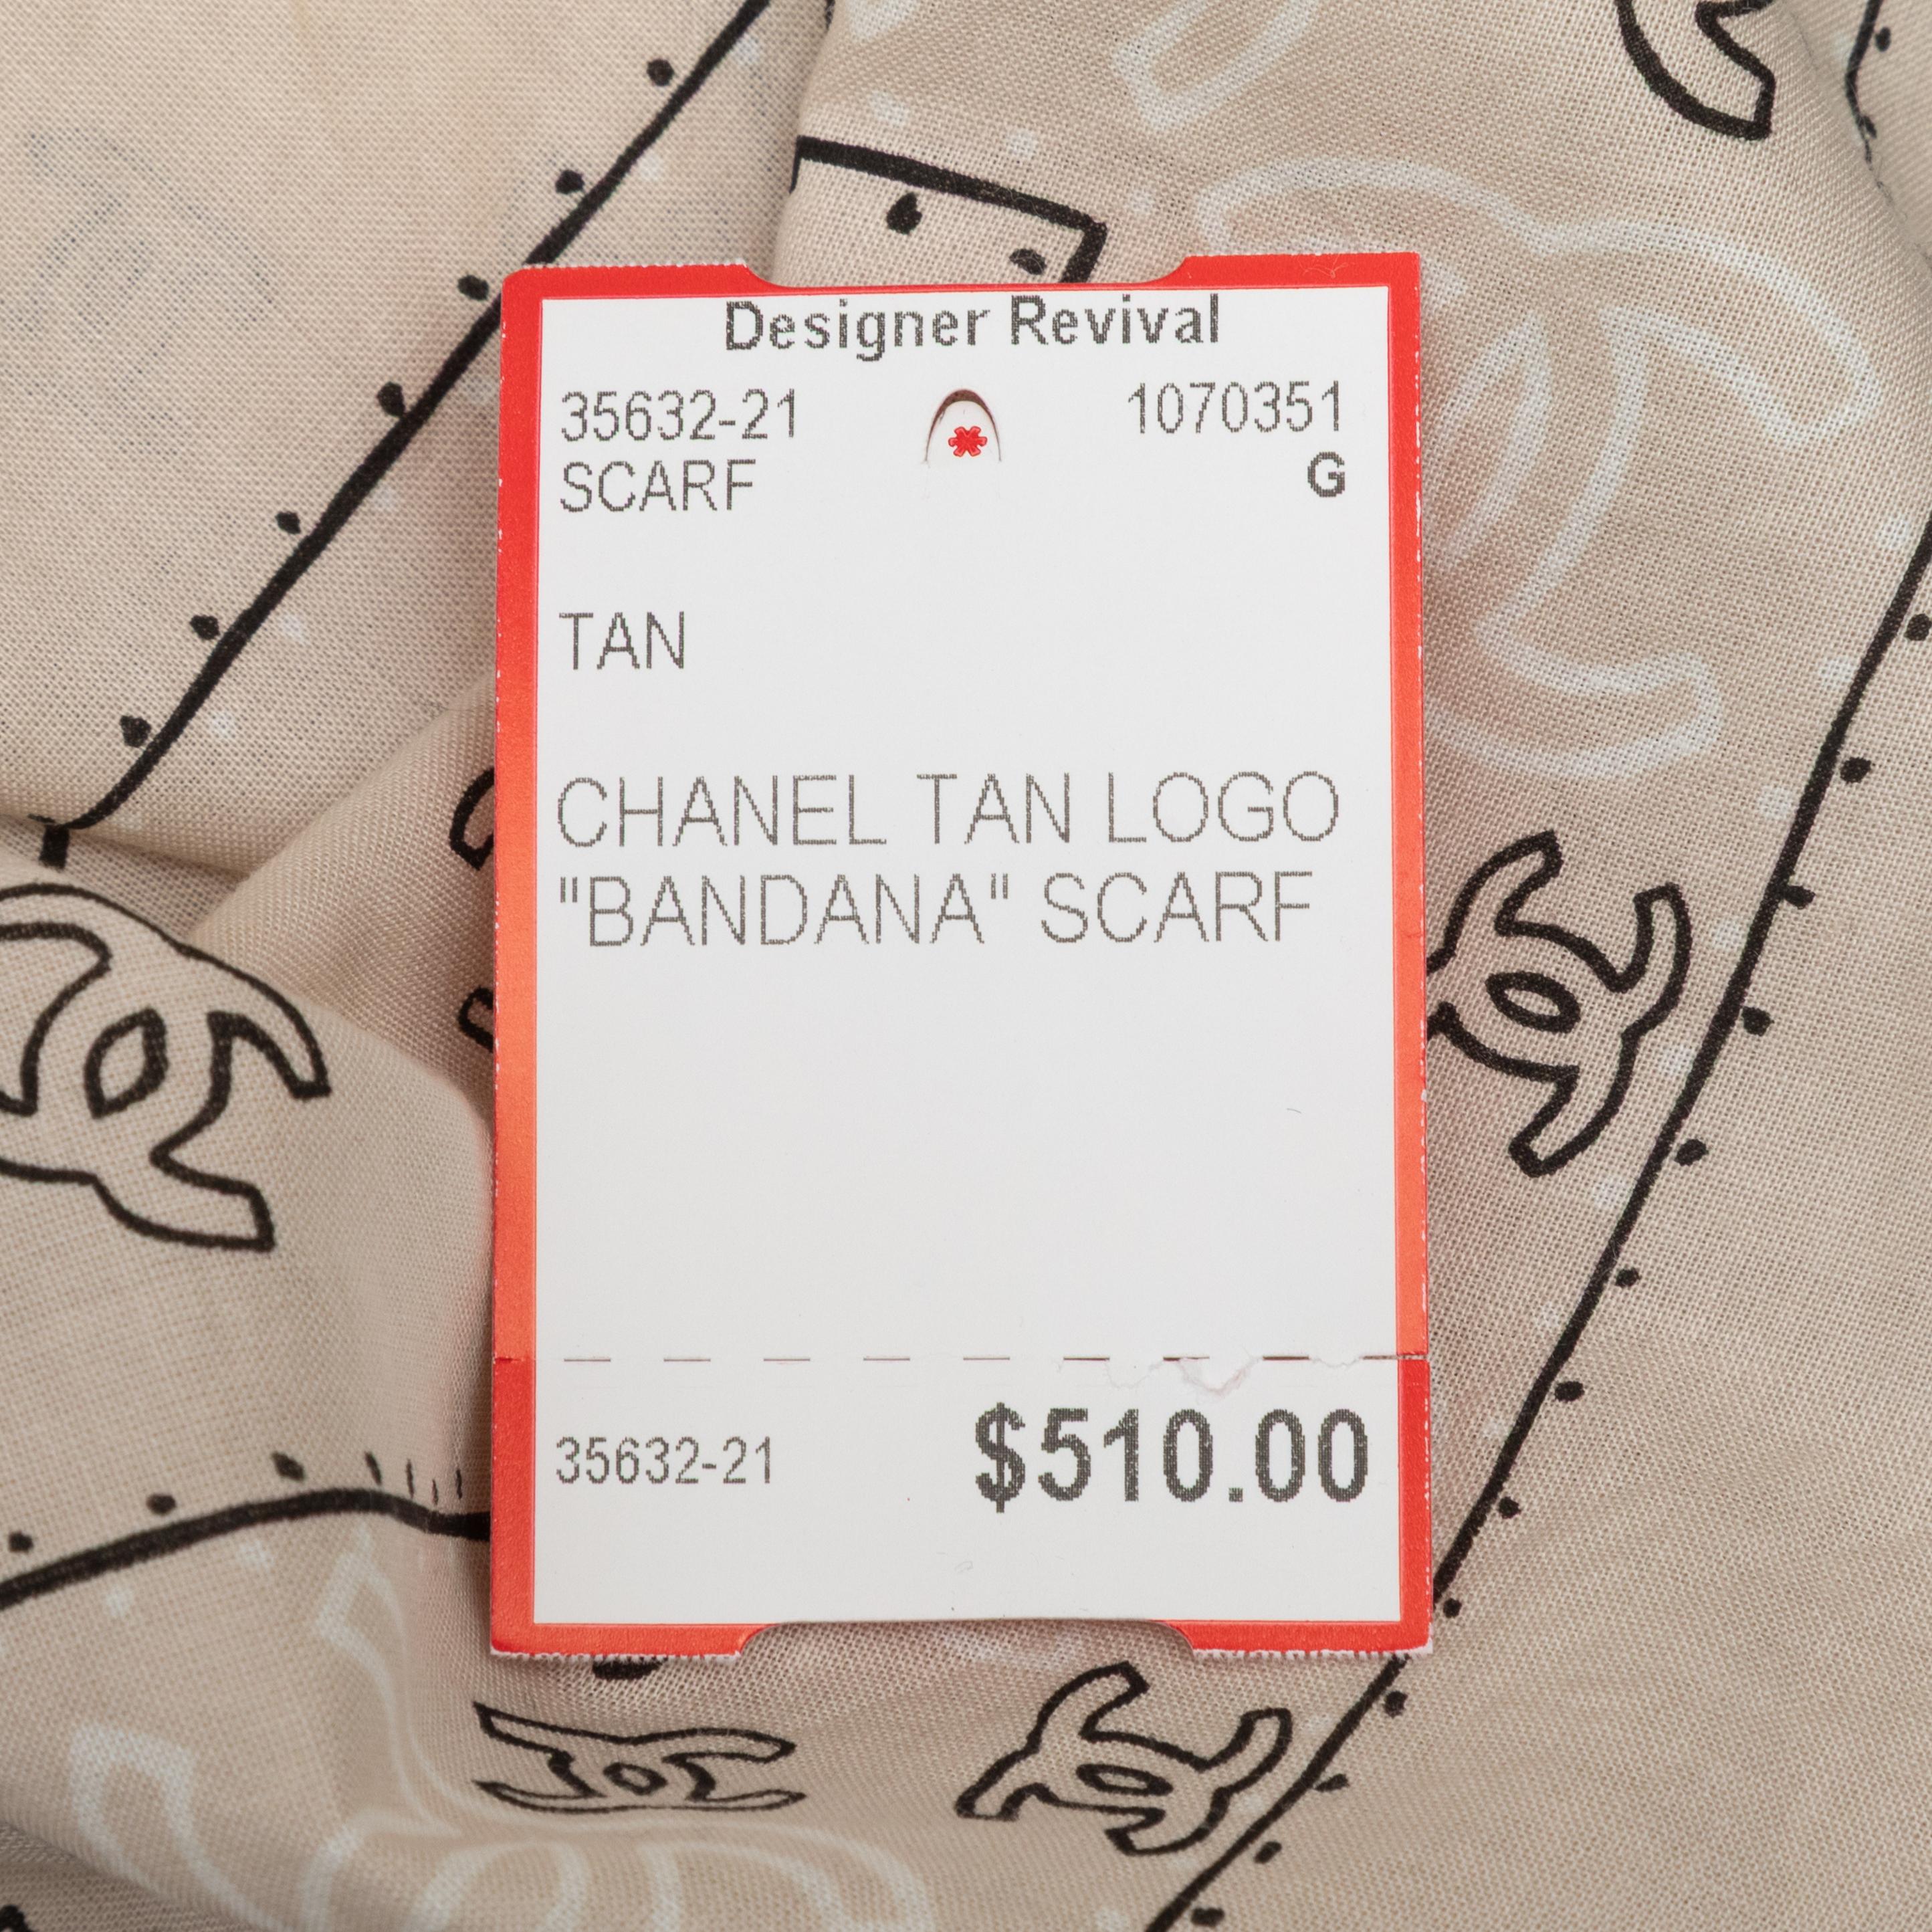 Designer Revival
35632-21 1070351
SCARF G
TAN
CHANEL TAN LOGO
"BANDANA" SCARF
35632-21 $510.00